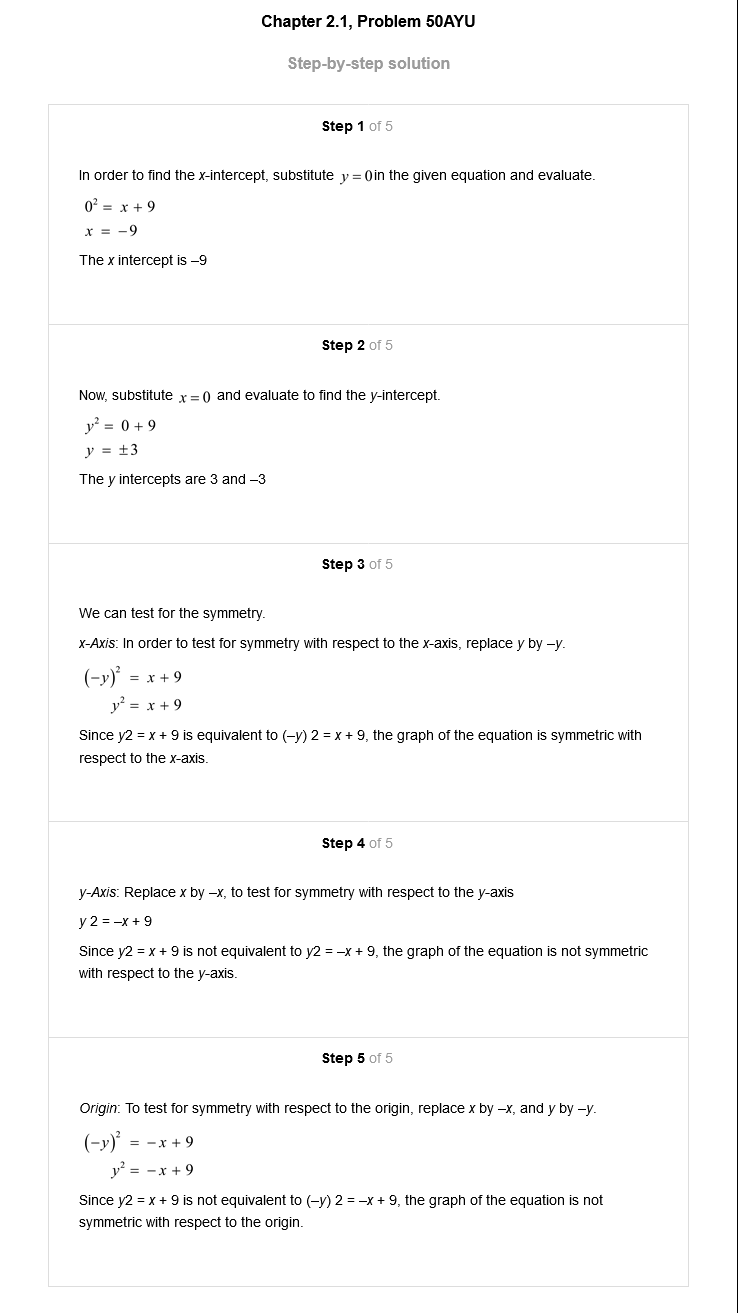 Chapter 2.1, Problem 50AYU
Step-by-step solution
Step 1 of 5
In order to find the x-intercept, substitute y = 0in the given equation and evaluate.
0² = x + 9
x = −9
The x intercept is –9
Step 2 of 5
Now, substitute x = 0 and evaluate to find the y-intercept.
y² = 0 + 9
y = ±3
The y intercepts are 3 and –3
Step 3 of 5
We can test for the symmetry.
x-Axis: In order to test for symmetry with respect to the x-axis, replace y by –y.
(−y)² = x + 9
y² = x + 9
Since y2 = x + 9 is equivalent to (–y) 2 = x + 9, the graph of the equation is symmetric with
respect to the x-axis.
Step 4 of 5
y-Axis: Replace x by –x, to test for symmetry with respect to the y-axis
y 2 = –x + 9
Since y2 = x + 9 is not equivalent to y2 = –x + 9, the graph of the equation is not symmetric
with respect to the y-axis.
Step 5 of 5
Origin: To test for symmetry with respect to the origin, replace x by –x, and y by –y.
(−y)² = −x + 9
y² = −x + 9
Since y2 = x + 9 is not equivalent to (–y) 2 = –x + 9, the graph of the equation is not
symmetric with respect to the origin.